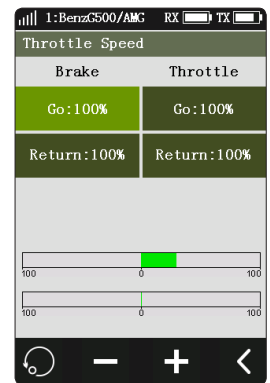 1:BenzG500/AMG RX TX
Throttle Speed
Brake Throttle
Go:100% Go:100%
Return:100% Return:100%
100 0 100
100 0 100